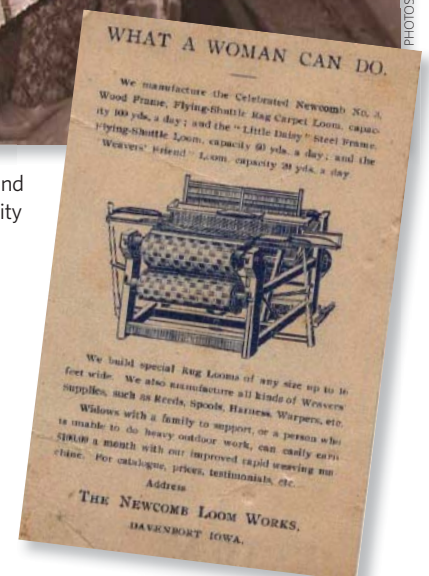 PHOTOS
WHAT A WOMAN CAN DO.
We manufacture the Celebrated Newcomb No. 3,
Wood Frame, Flying-Shuttle Rag Carpet Loom, capac-
ity 100 yds. a day; and the "Little Daisy" Steel Frame,
Flying-Shuttle Loom, capacity 60 yds. a day; and the
"Weavers' Friend" Loom, capacity 20 yds. a day.
nd
ity
We build special Rug Looms of any size up to 16
feet wide. We also manufacture all kinds of Weavers'
Supplies, such as Reeds, Spools, Harness, Warpers, etc.
Widows with a family to support, or a person who
is unable to do heavy outdoor work, can easily earn
$100.00 a month with our improved rapid weaving ma-
chine. For catalogue, prices, testimonials, etc.
Address
THE NEWCOMB LOOM WORKS,
DAVENPORT IOWA.